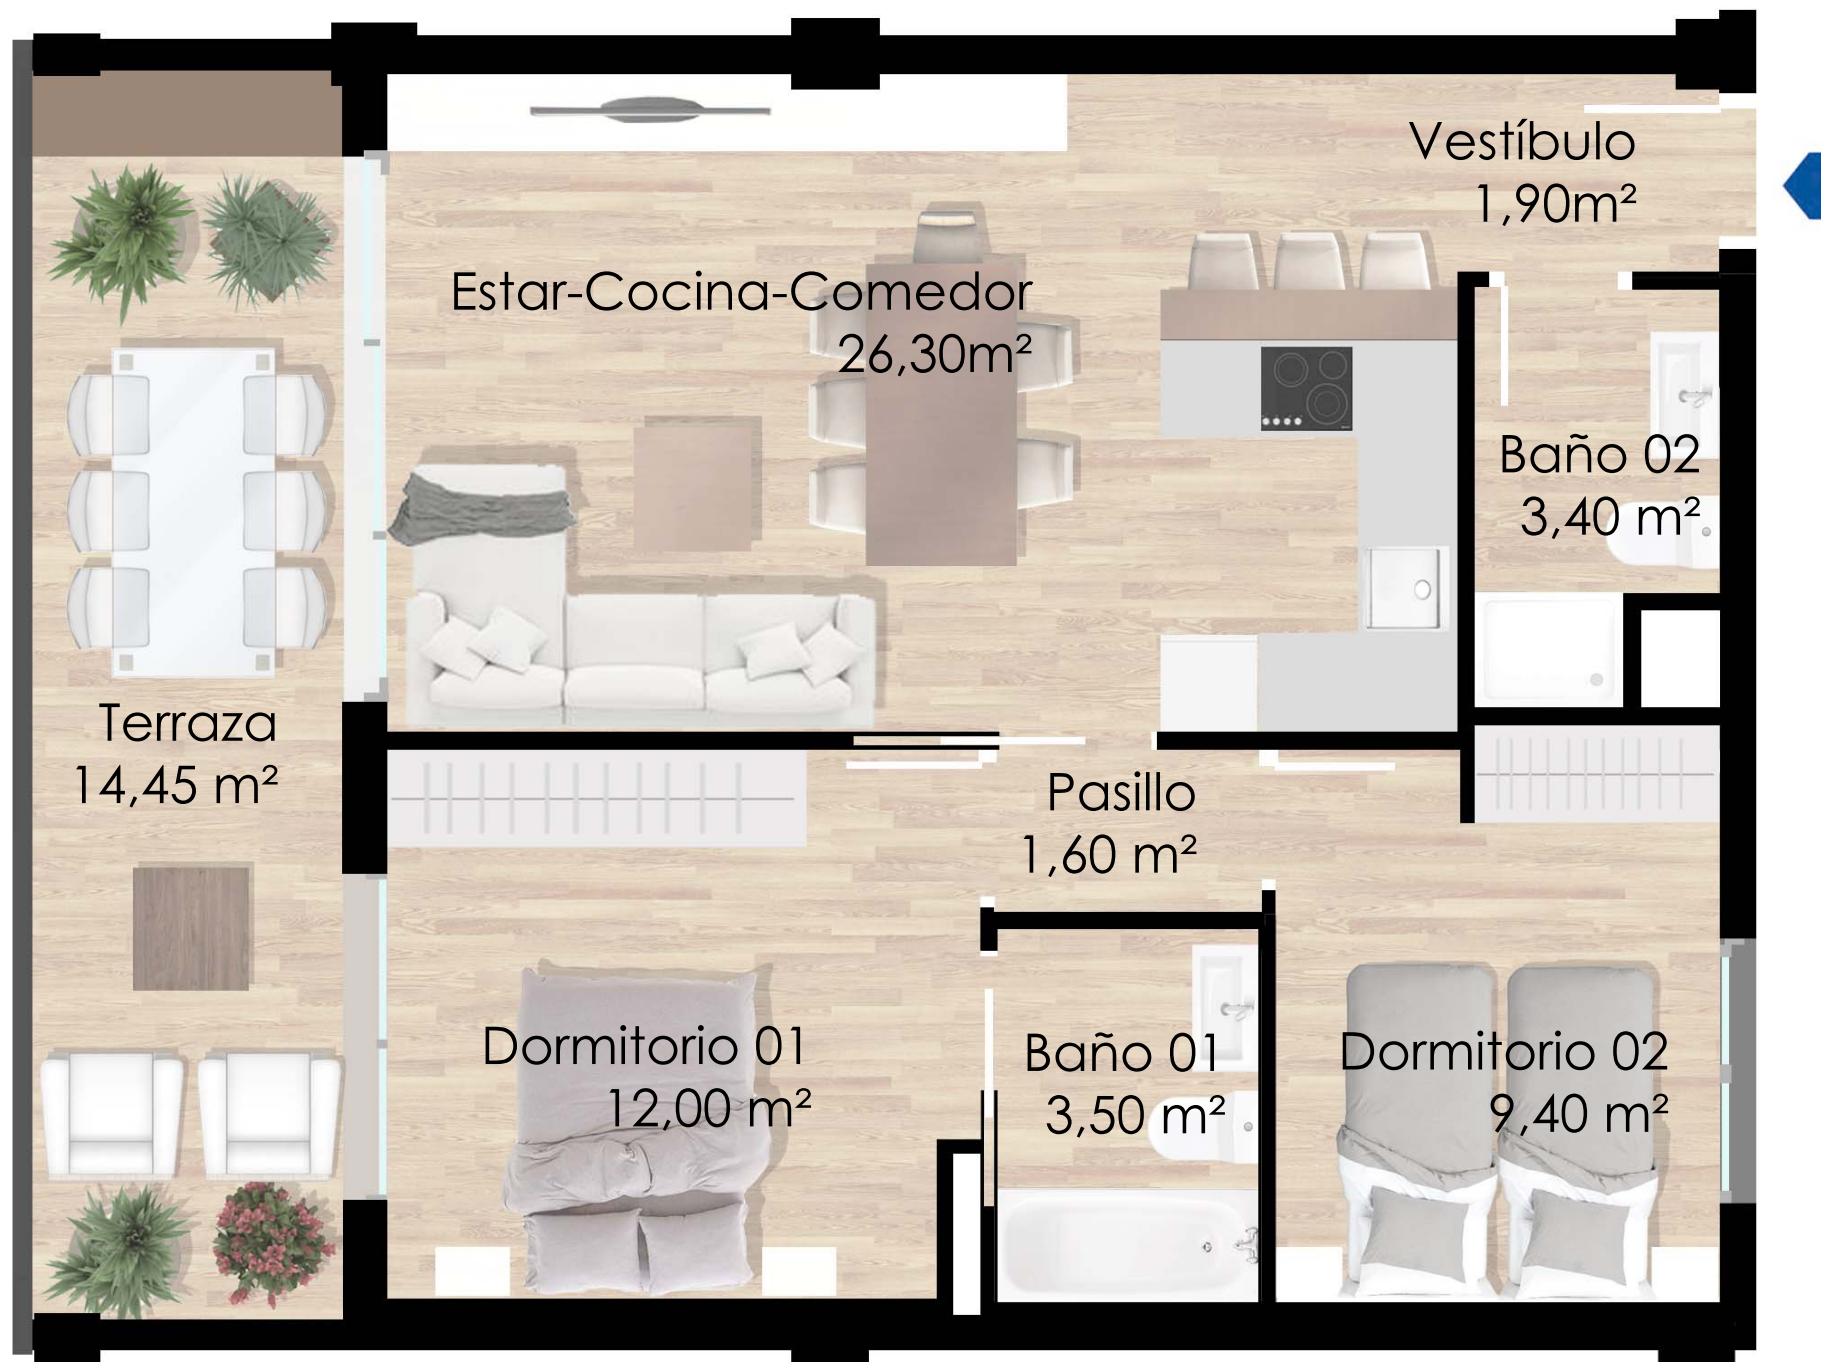 Vestíbulo
1,90m²
Estar-Cocina-Comedor
26,30m²
Baño 02
3,40 m²
Terraza
14,45 m²
Pasillo
1,60 m²
Dormitorio 01
12,00 m²
Baño 01
3,50 m²
Dormitorio 02
9,40 m²